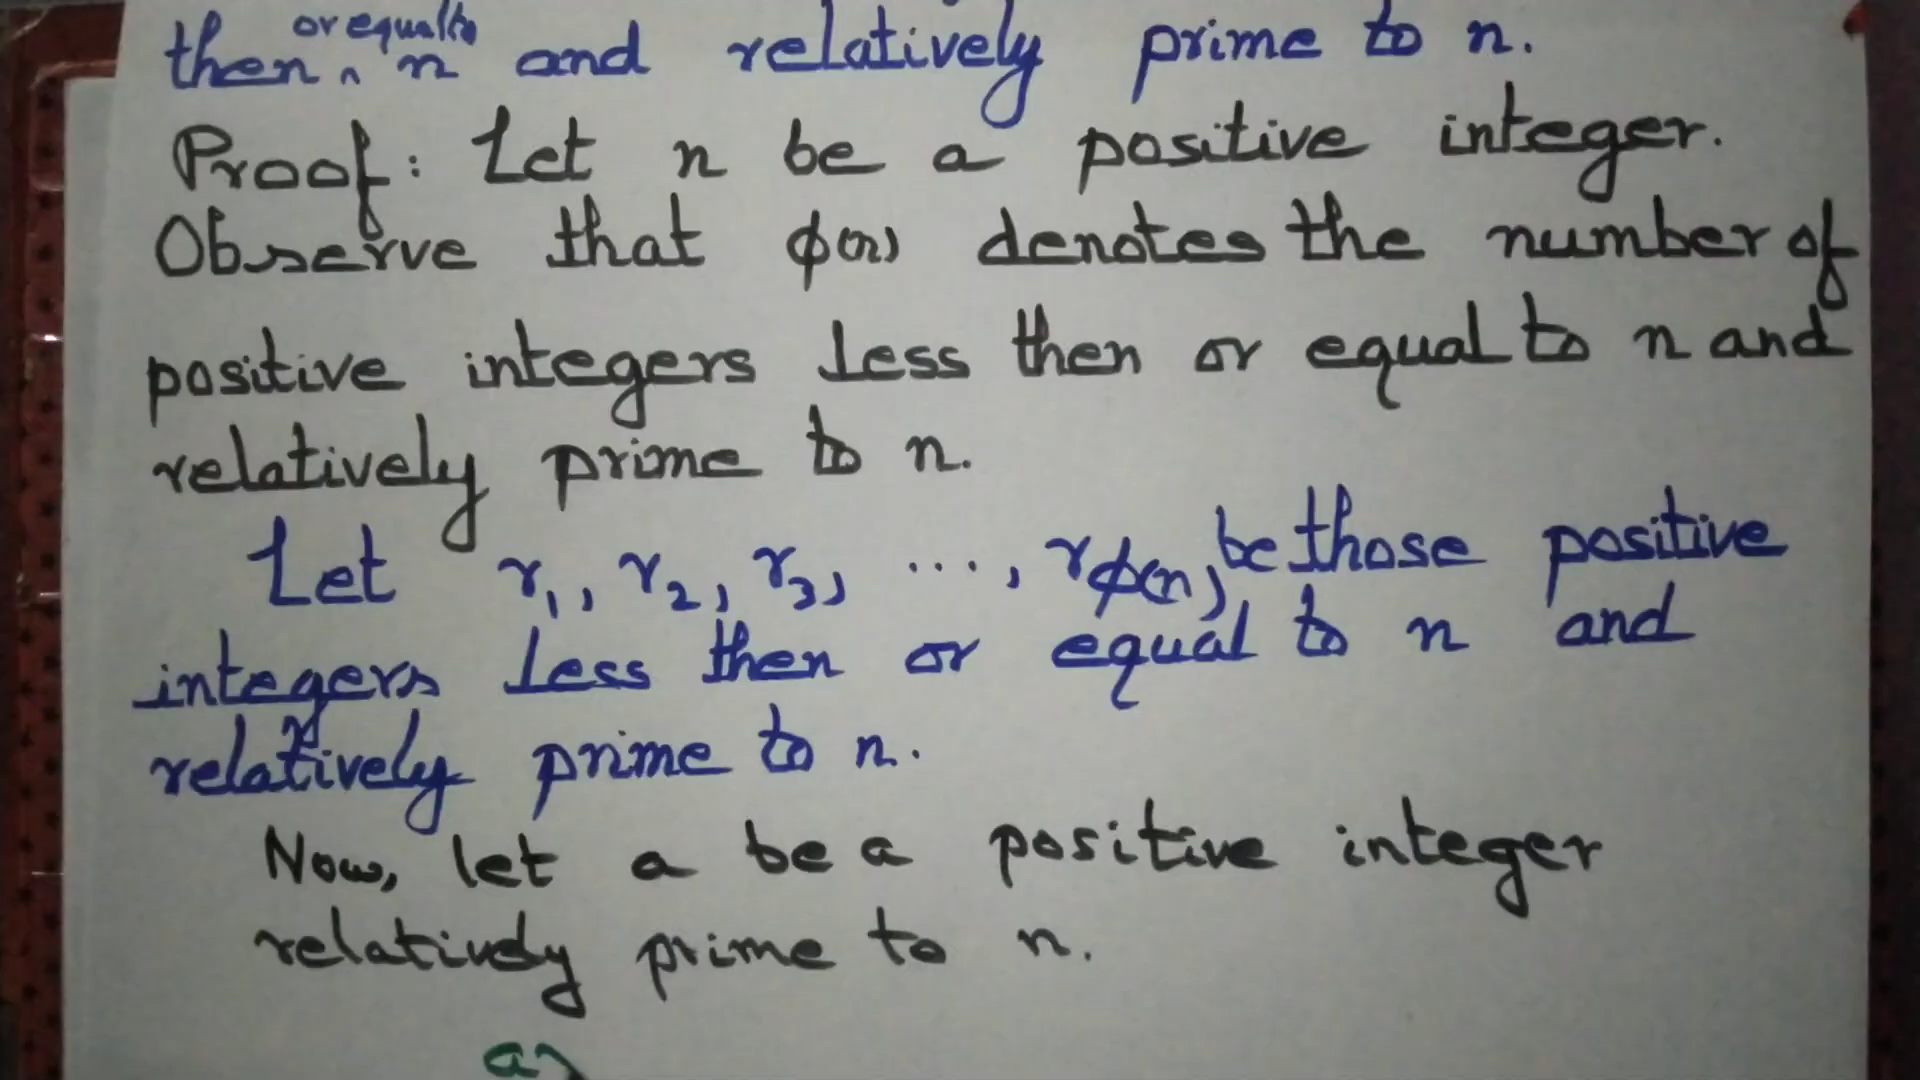 or equal to
then ^ n and relatively prime to n.
Proof: Let n be a positive integer.
Observe that ϕ(n) denotes the number of
positive integers less then or equal to n and
relatively prime to n.
Let r₁, r₂, r₃, ..., rϕ(n) be those positive
integers less then or equal to n and
relatively prime to n.
Now, let a be a positive integer
relatively prime to n.